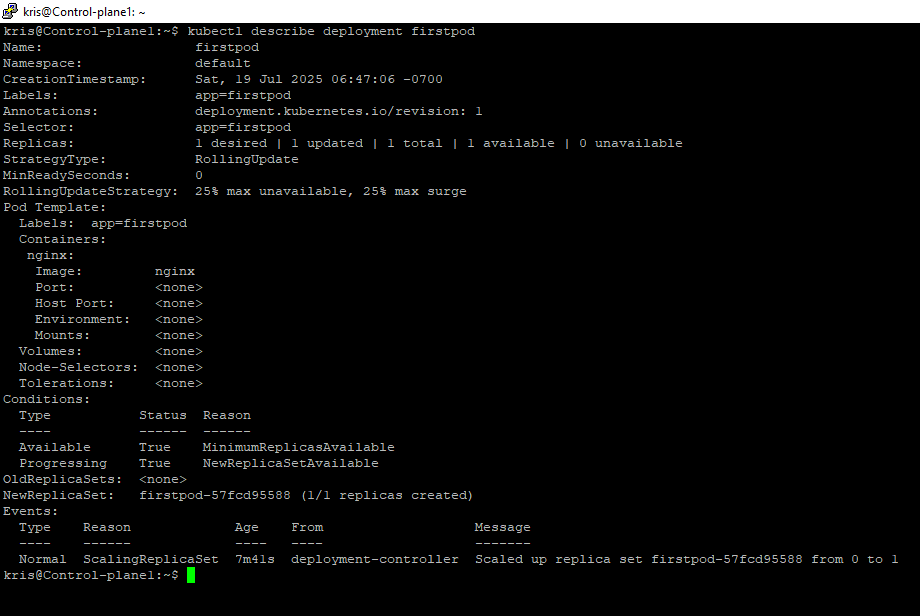 kris@Control-plane1: ~
kris@Control-plane1:~$ kubectl describe deployment firstpod
Name:                   firstpod
Namespace:              default
CreationTimestamp:      Sat, 19 Jul 2025 06:47:06 -0700
Labels:                 app=firstpod
Annotations:            deployment.kubernetes.io/revision: 1
Selector:               app=firstpod
Replicas:               1 desired | 1 updated | 1 total | 1 available | 0 unavailable
StrategyType:           RollingUpdate
MinReadySeconds:        0
RollingUpdateStrategy:  25% max unavailable, 25% max surge
Pod Template:
  Labels:  app=firstpod
  Containers:
   nginx:
    Image:         nginx
    Port:          <none>
    Host Port:     <none>
    Environment:   <none>
    Mounts:        <none>
  Volumes:         <none>
  Node-Selectors:  <none>
  Tolerations:     <none>
Conditions:
  Type           Status  Reason
  ----           ------  ------
  Available      True    MinimumReplicasAvailable
  Progressing    True    NewReplicaSetAvailable
OldReplicaSets:  <none>
NewReplicaSet:   firstpod-57fcd95588 (1/1 replicas created)
Events:
  Type    Reason             Age    From                   Message
  ----    ------             ----   ----                   -------
  Normal  ScalingReplicaSet  7m41s  deployment-controller  Scaled up replica set firstpod-57fcd95588 from 0 to 1
kris@Control-plane1:~$